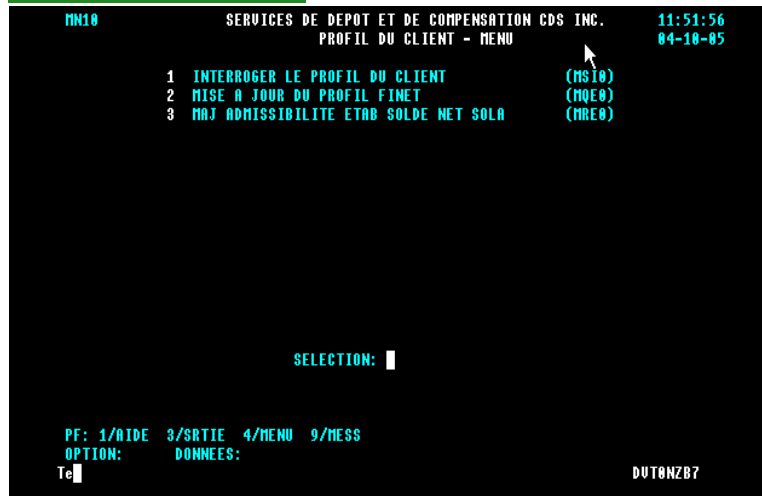 MN10 SERVICES DE DEPOT ET DE COMPENSATION CDS INC. 11:51:56
PROFIL DU CLIENT - MENU 04-10-05
1 INTERROGER LE PROFIL DU CLIENT (MSI0)
2 MISE A JOUR DU PROFIL FINET (MQE0)
3 MAJ ADMISSIBILITE ETAB SOLDE NET SOLA (MRE0)
SELECTION:
PF: 1/AIDE 3/SRTIE 4/MENU 9/MESS
OPTION: DONNEES:
Te DVT0NZB7